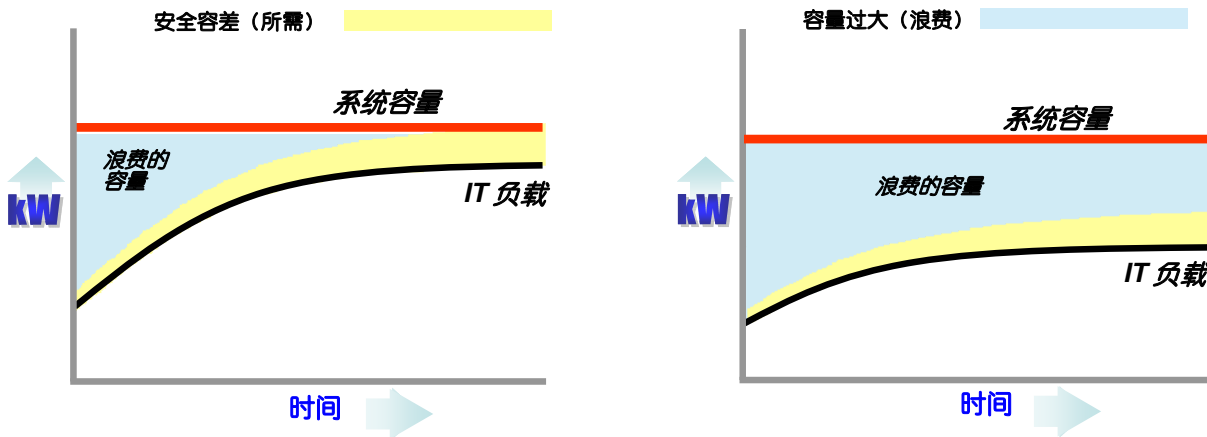 安全容差（所需）
系统容量
浪费的
容量
kW
IT 负载
时间
容量过大（浪费）
系统容量
浪费的容量
kW
IT 负载
时间